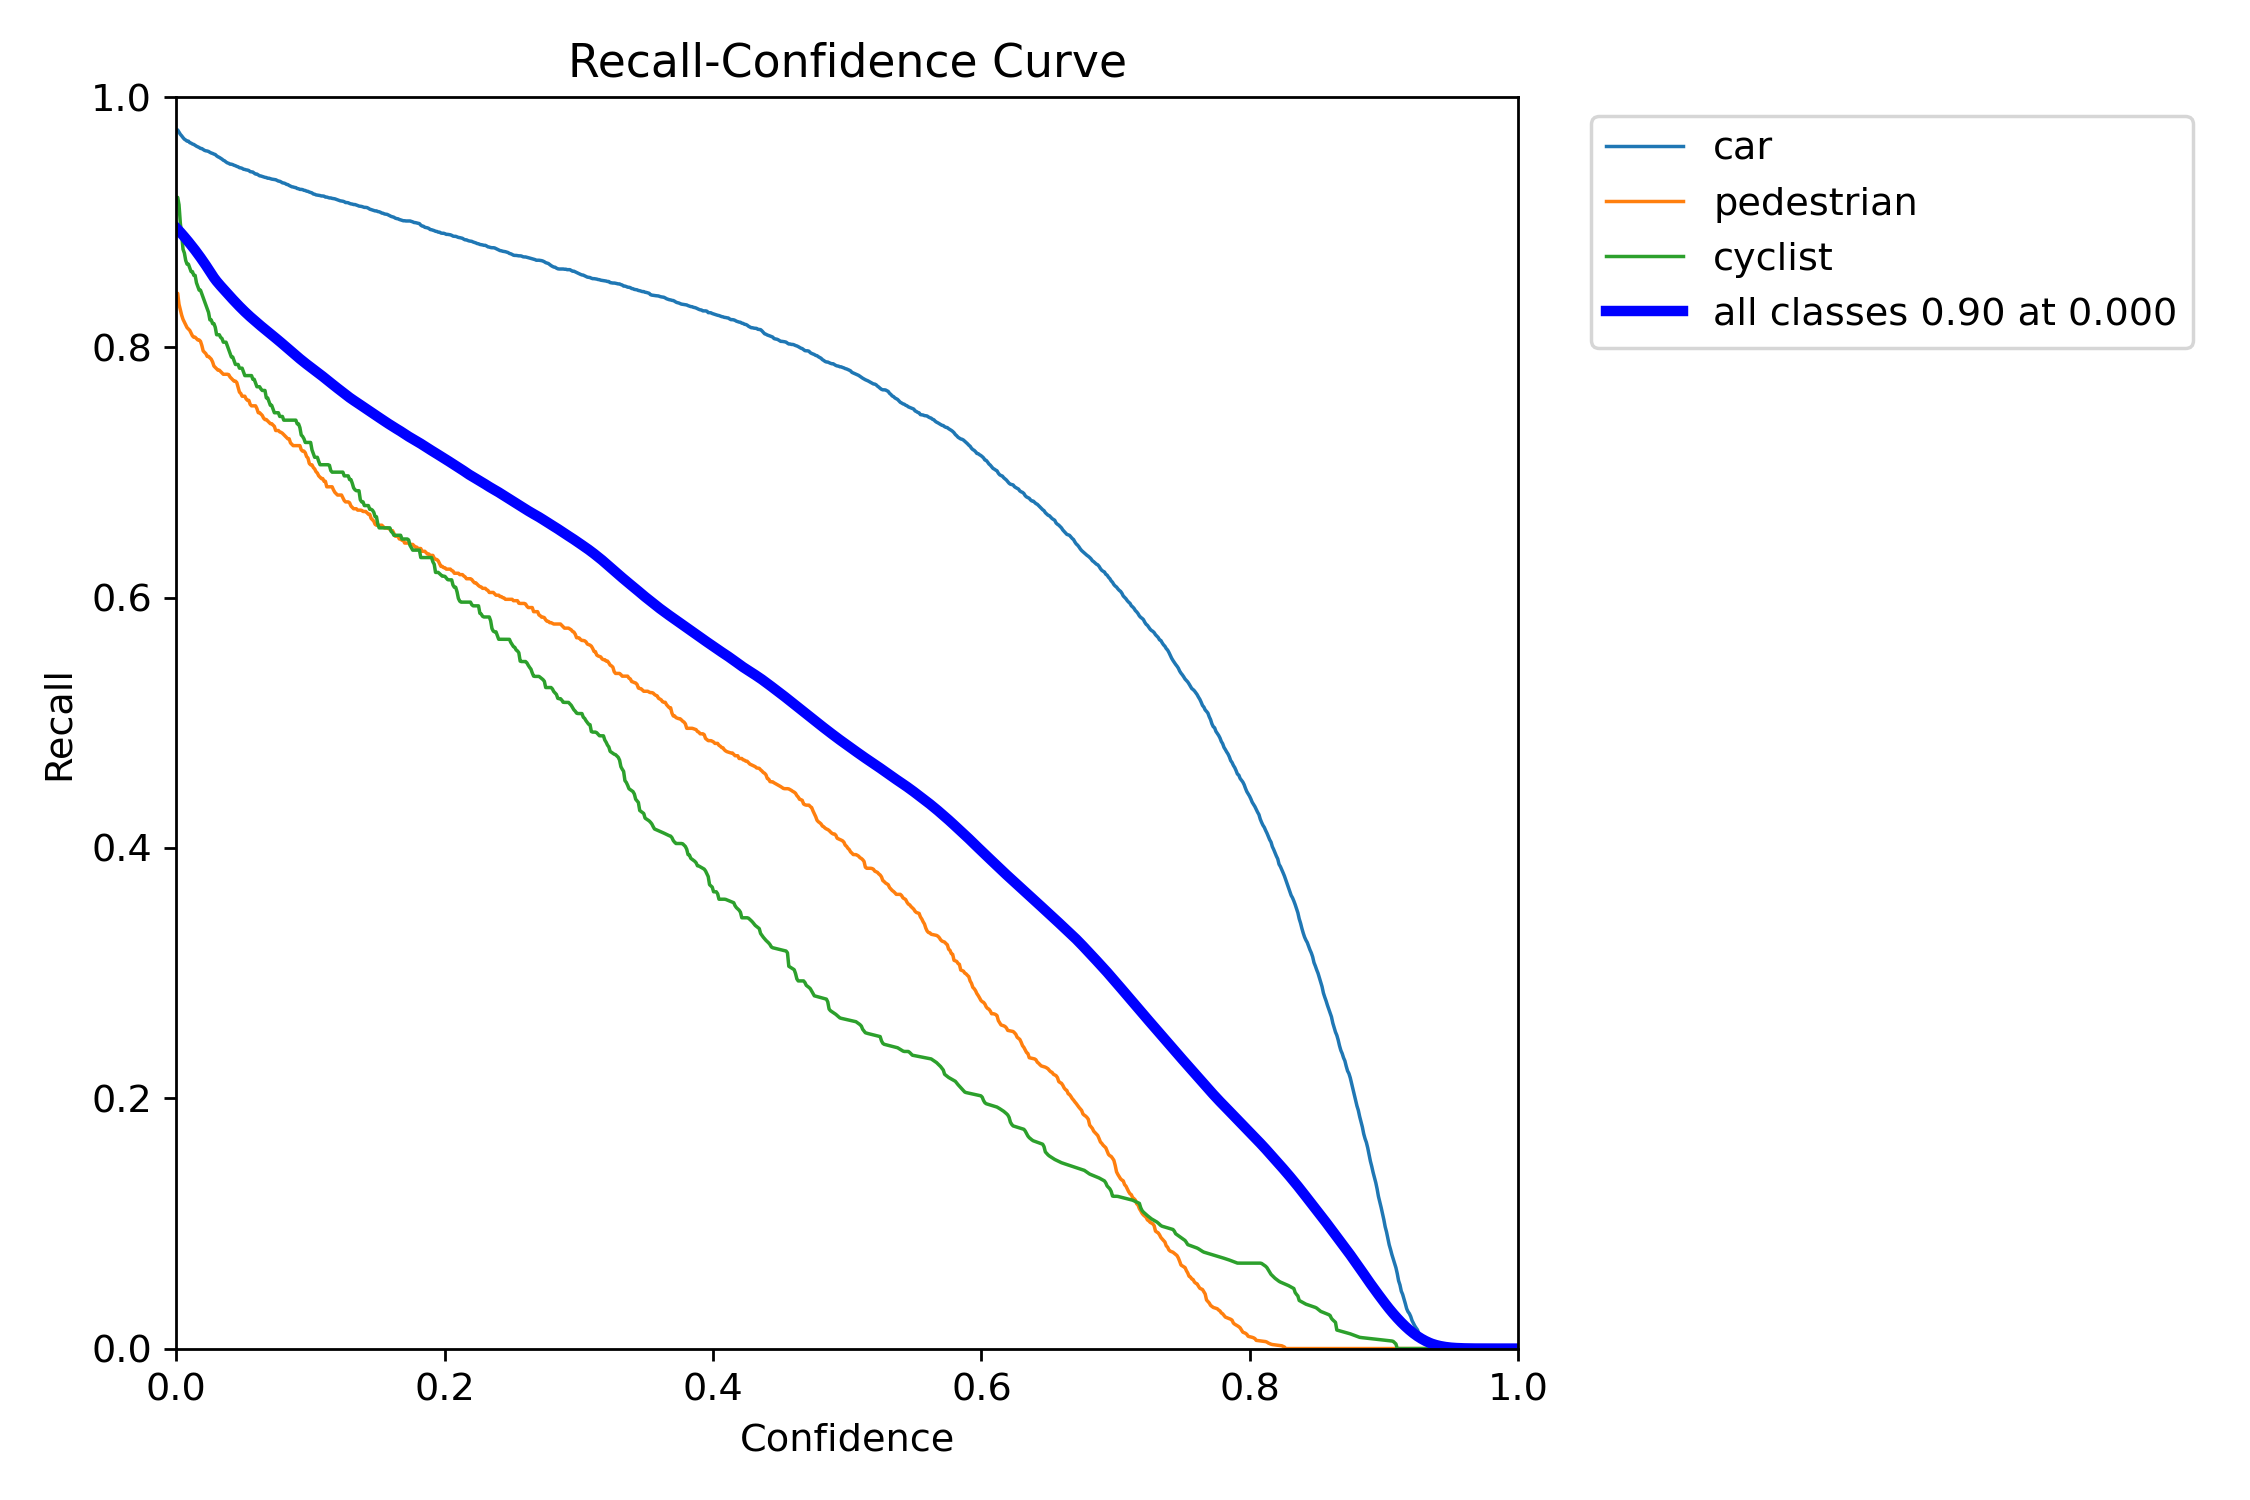 Recall-Confidence Curve
1.0
0.8
0.6
0.4
0.2
0.0
Recall
0.0 0.2 0.4 0.6 0.8 1.0
Confidence
car
pedestrian
cyclist
all classes 0.90 at 0.000